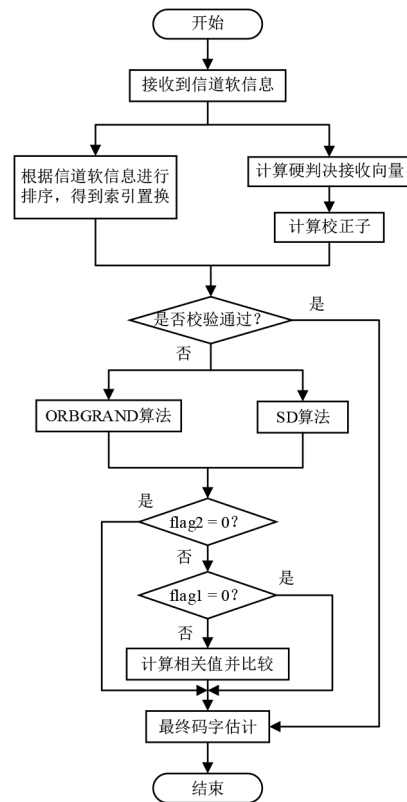 开始
接收到信道软信息
根据信道软信息进行
排序，得到索引置换
计算硬判决接收向量
计算校正子
是否校验通过？
是
否
ORBGRAND算法
SD算法
是
flag2 = 0？
否
flag1 = 0？
是
否
计算相关值并比较
最终码字估计
结束